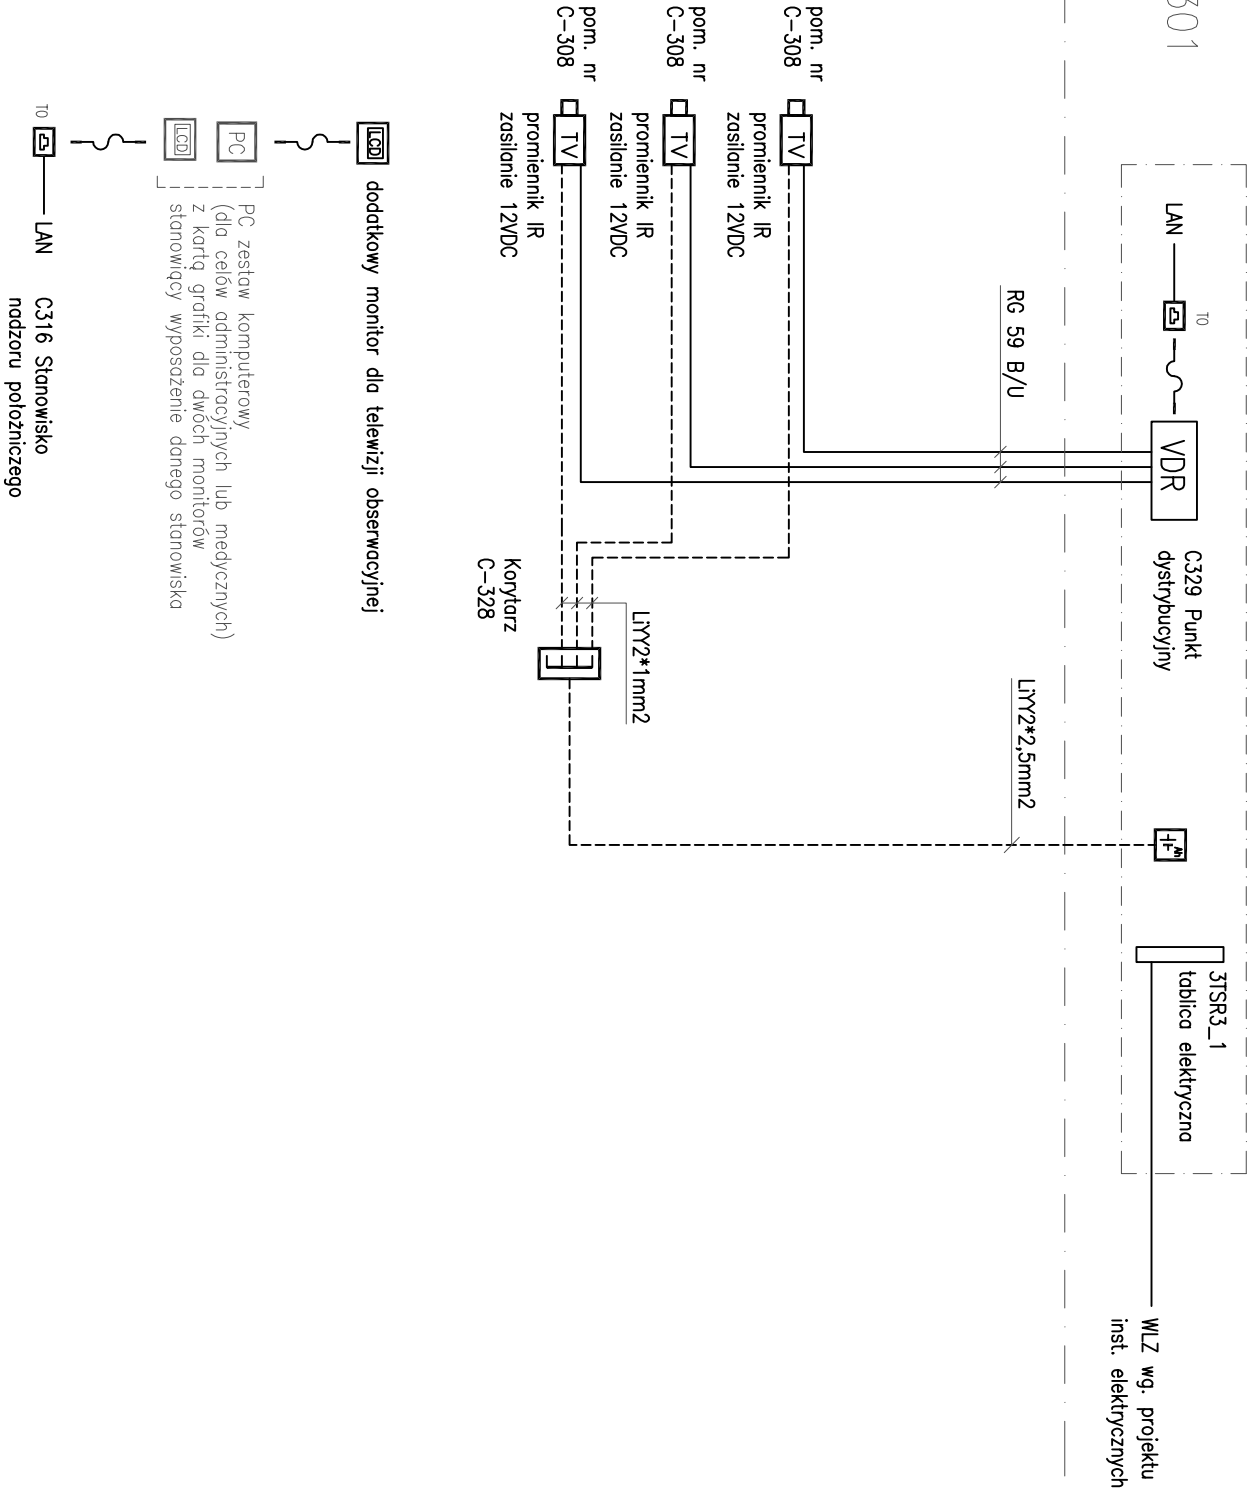 301
LAN
TO
VDR
C329 Punkt
dystrybucyjny
Ah
3TSR3_1
tablica elektryczna
WLZ wg. projektu
inst. elektrycznych
RG 59 B/U
LiYY2*2,5mm2
pom. nr
C-308
TV
promiennik IR
zasilanie 12VDC
pom. nr
C-308
TV
promiennik IR
zasilanie 12VDC
pom. nr
C-308
TV
promiennik IR
zasilanie 12VDC
LiYY2*1mm2
Korytarz
C-328
LCD
dodatkowy monitor dla telewizji obserwacyjnej
PC
LCD
PC zestaw komputerowy
(dla celów administracyjnych lub medycznych)
z kartą grafiki dla dwóch monitorów
stanowiący wyposażenie danego stanowiska
TO
LAN
C316 Stanowisko
nadzoru położniczego